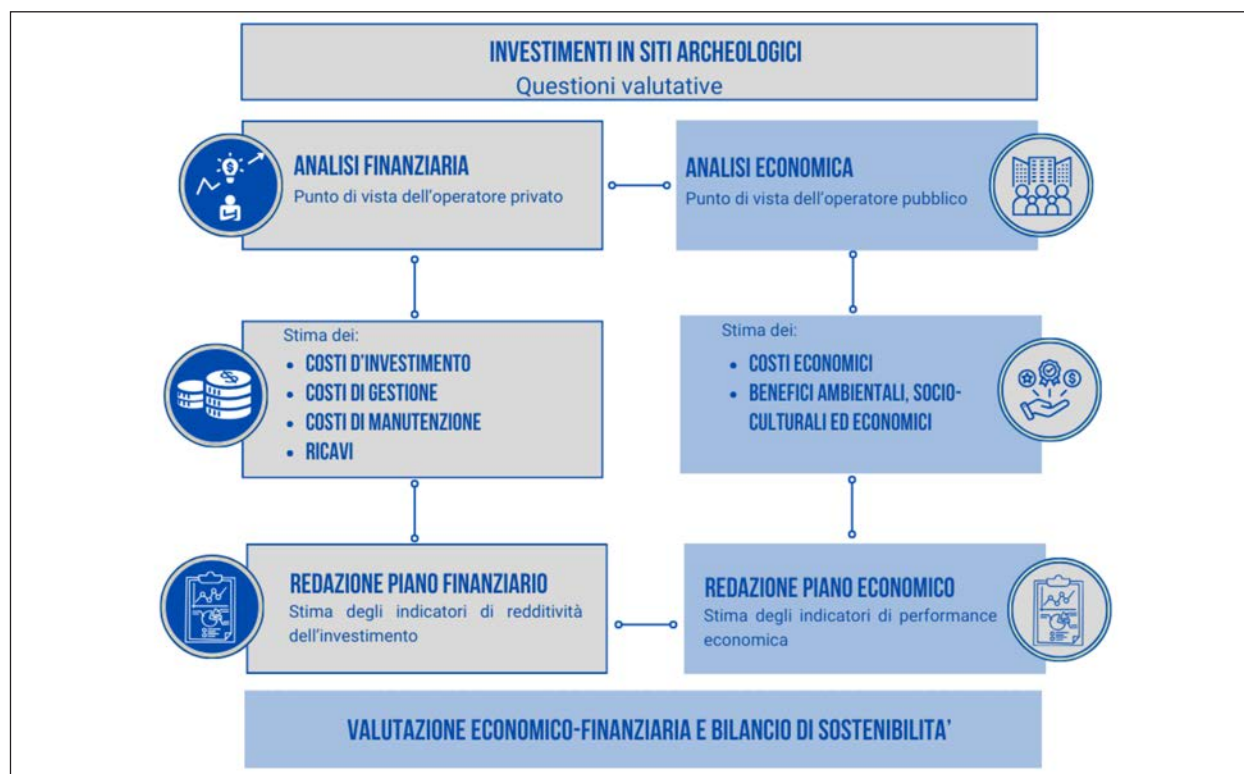 INVESTIMENTI IN SITI ARCHEOLOGICI
Questioni valutative
ANALISI FINANZIARIA
Punto di vista dell'operatore privato
ANALISI ECONOMICA
Punto di vista dell'operatore pubblico
Stima dei:
• COSTI D'INVESTIMENTO
• COSTI DI GESTIONE
• COSTI DI MANUTENZIONE
• RICAVI
Stima dei:
• COSTI ECONOMICI
• BENEFICI AMBIENTALI, SOCIO-
CULTURALI ED ECONOMICI
REDAZIONE PIANO FINANZIARIO
Stima degli indicatori di redditività
dell'investimento
REDAZIONE PIANO ECONOMICO
Stima degli indicatori di performance
economica
VALUTAZIONE ECONOMICO-FINANZIARIA E BILANCIO DI SOSTENIBILITA'